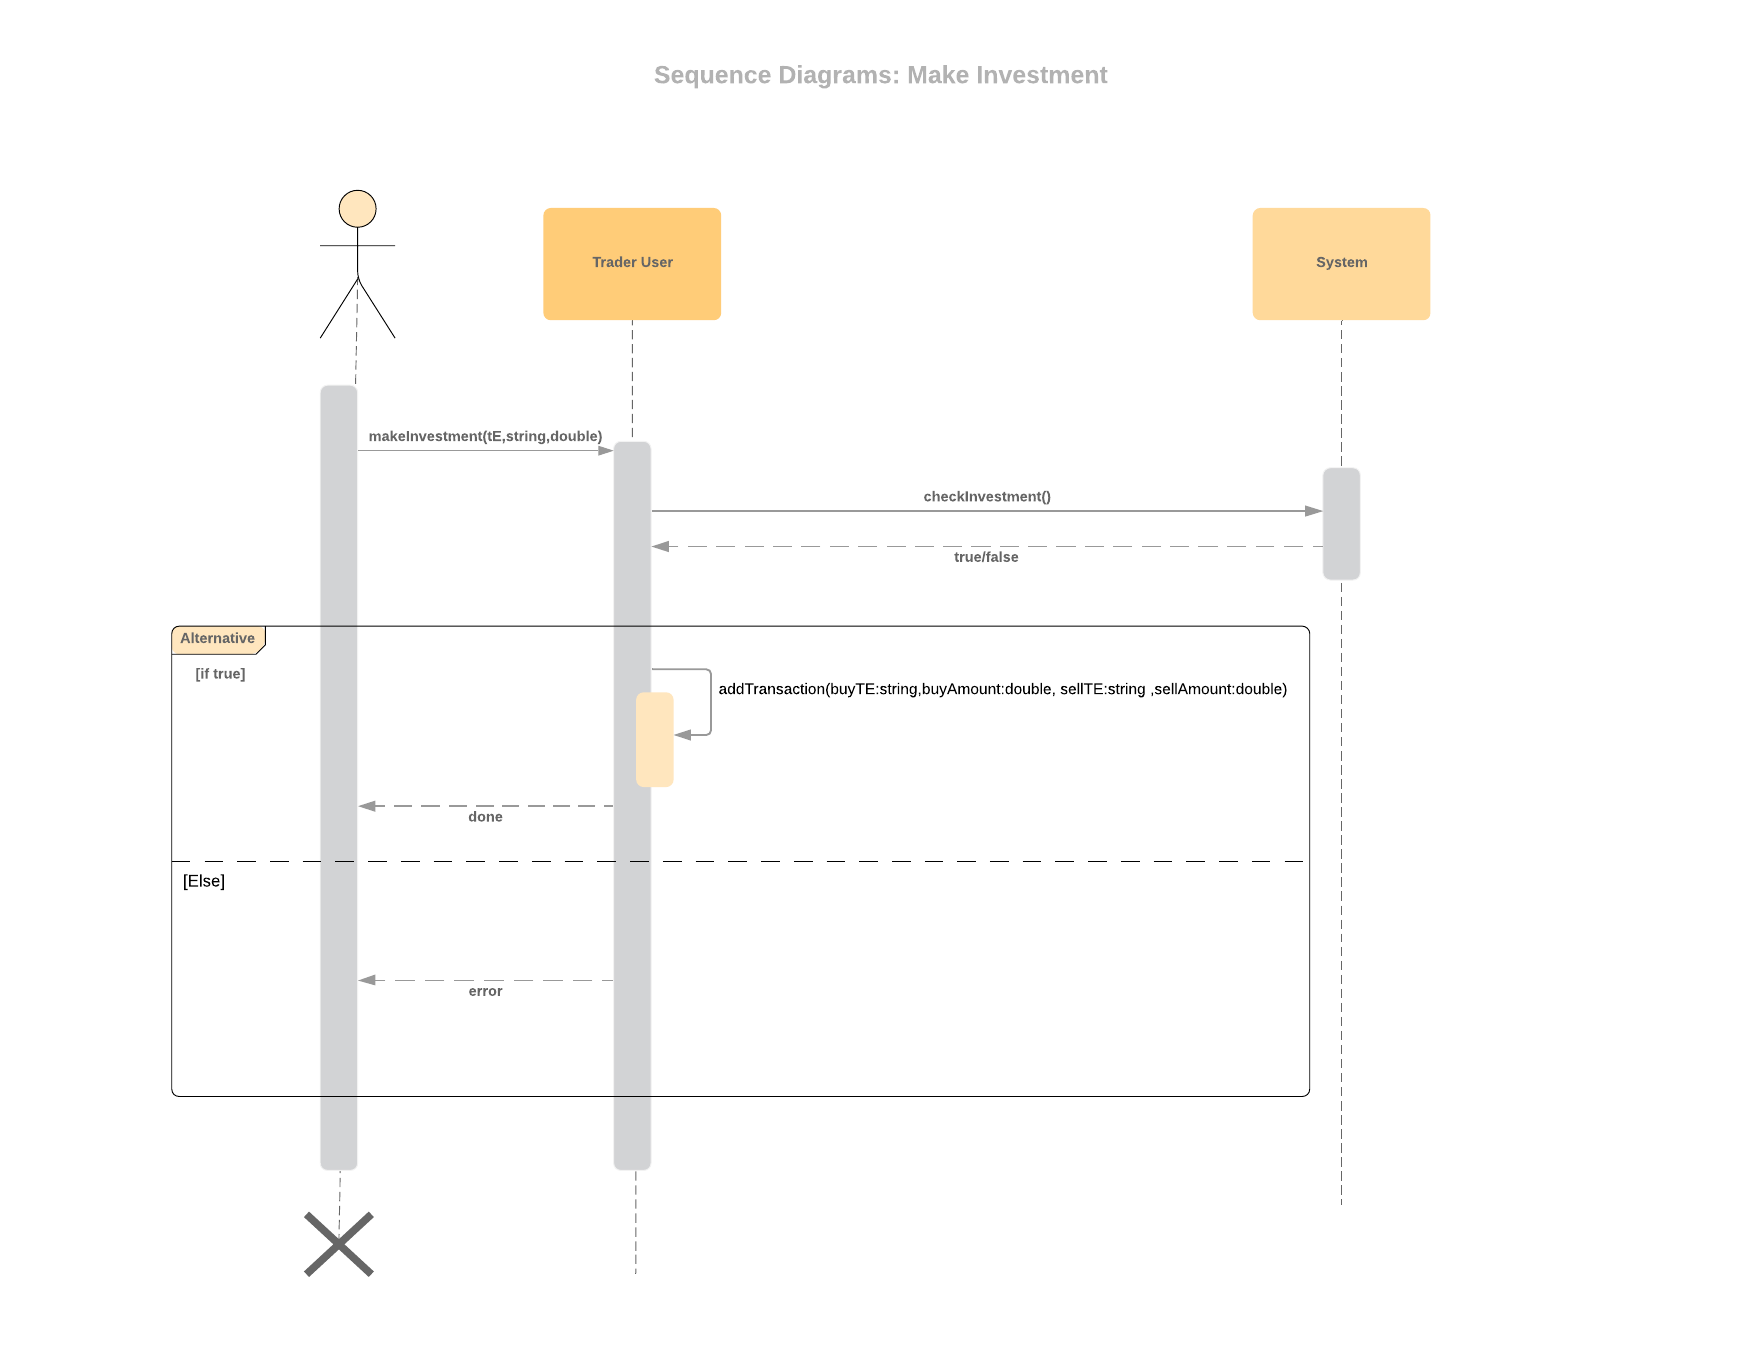 Sequence Diagrams: Make Investment
Trader User
System
makeInvestment(tE,string,double)
checkInvestment()
true/false
Alternative
[if true]
addTransaction(buyTE:string,buyAmount:double, sellTE:string ,sellAmount:double)
done
[Else]
error